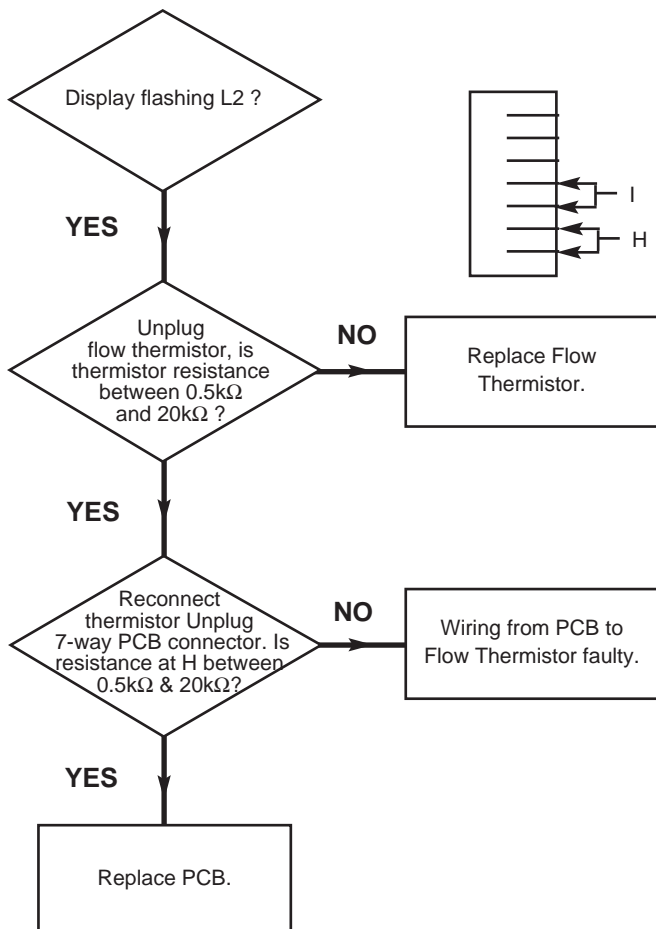 Display flashing L2 ?
YES
I
H
Unplug
flow thermistor, is
thermistor resistance
between 0.5kΩ
and 20kΩ ?
NO
Replace Flow
Thermistor.
YES
Reconnect
thermistor Unplug
7-way PCB connector. Is
resistance at H between
0.5kΩ & 20kΩ?
NO
Wiring from PCB to
Flow Thermistor faulty.
YES
Replace PCB.